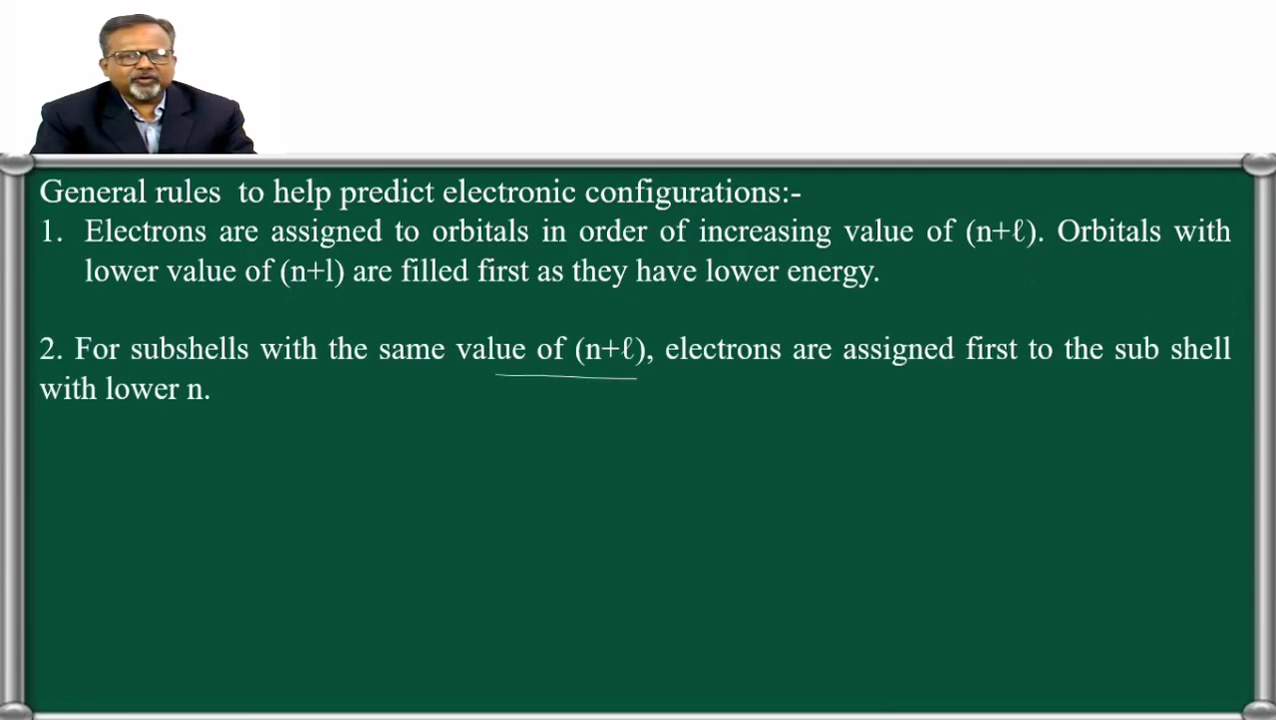 General rules to help predict electronic configurations:-
1. Electrons are assigned to orbitals in order of increasing value of (n+ℓ). Orbitals with
lower value of (n+l) are filled first as they have lower energy.
2. For subshells with the same value of (n+ℓ), electrons are assigned first to the sub shell
with lower n.